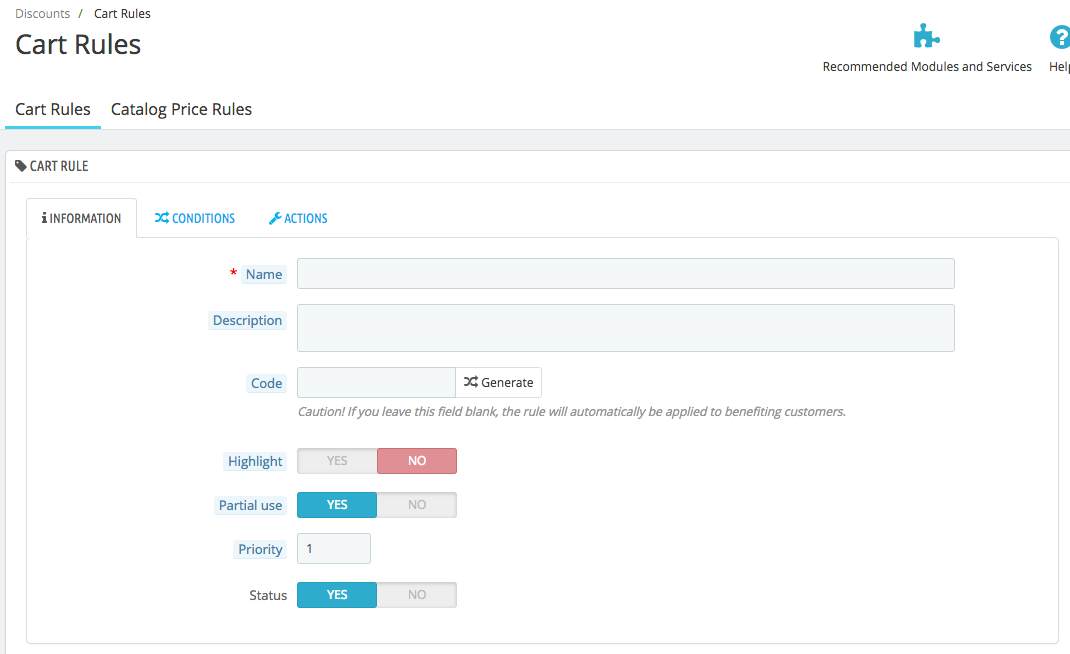 Discounts / Cart Rules
Cart Rules
Recommended Modules and Services
Help
Cart Rules Catalog Price Rules
CART RULE
INFORMATION CONDITIONS ACTIONS
* Name
Description
Code Generate
Caution! If you leave this field blank, the rule will automatically be applied to benefiting customers.
Highlight YES NO
Partial use YES NO
Priority 1
Status YES NO